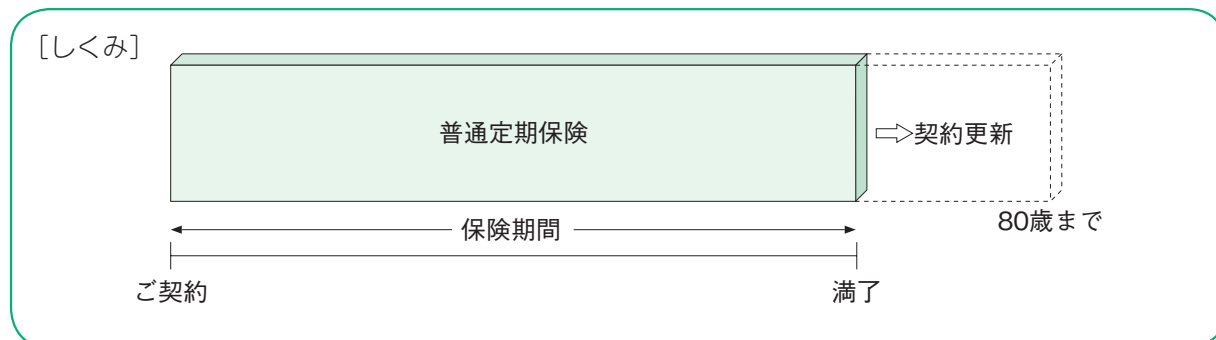 [しくみ]
普通定期保険
⇨契約更新
80歳まで
保険期間
ご契約
満了